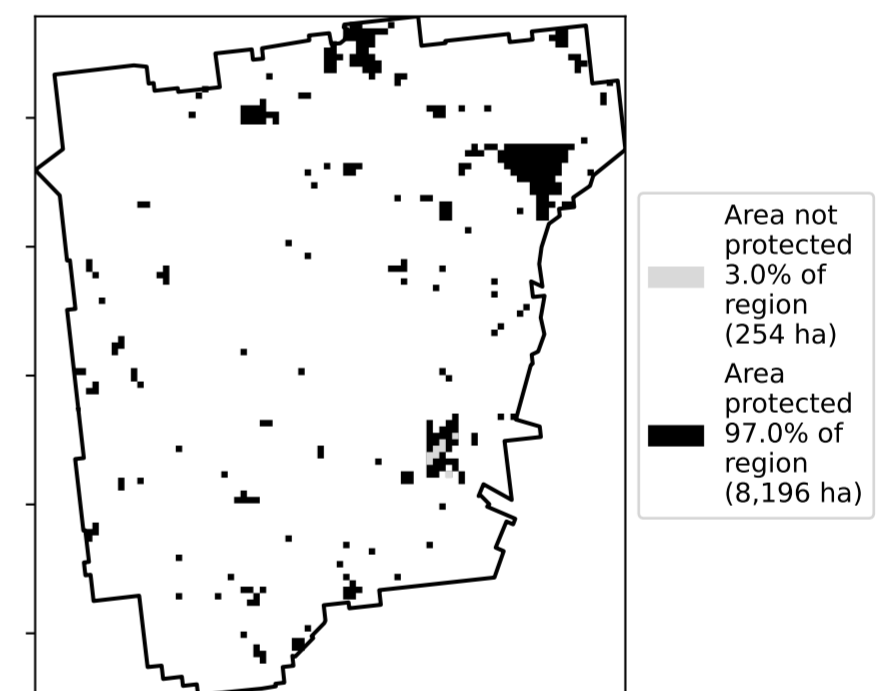 Area not
protected
3.0% of
region
(254 ha)
Area
protected
97.0% of
region
(8,196 ha)